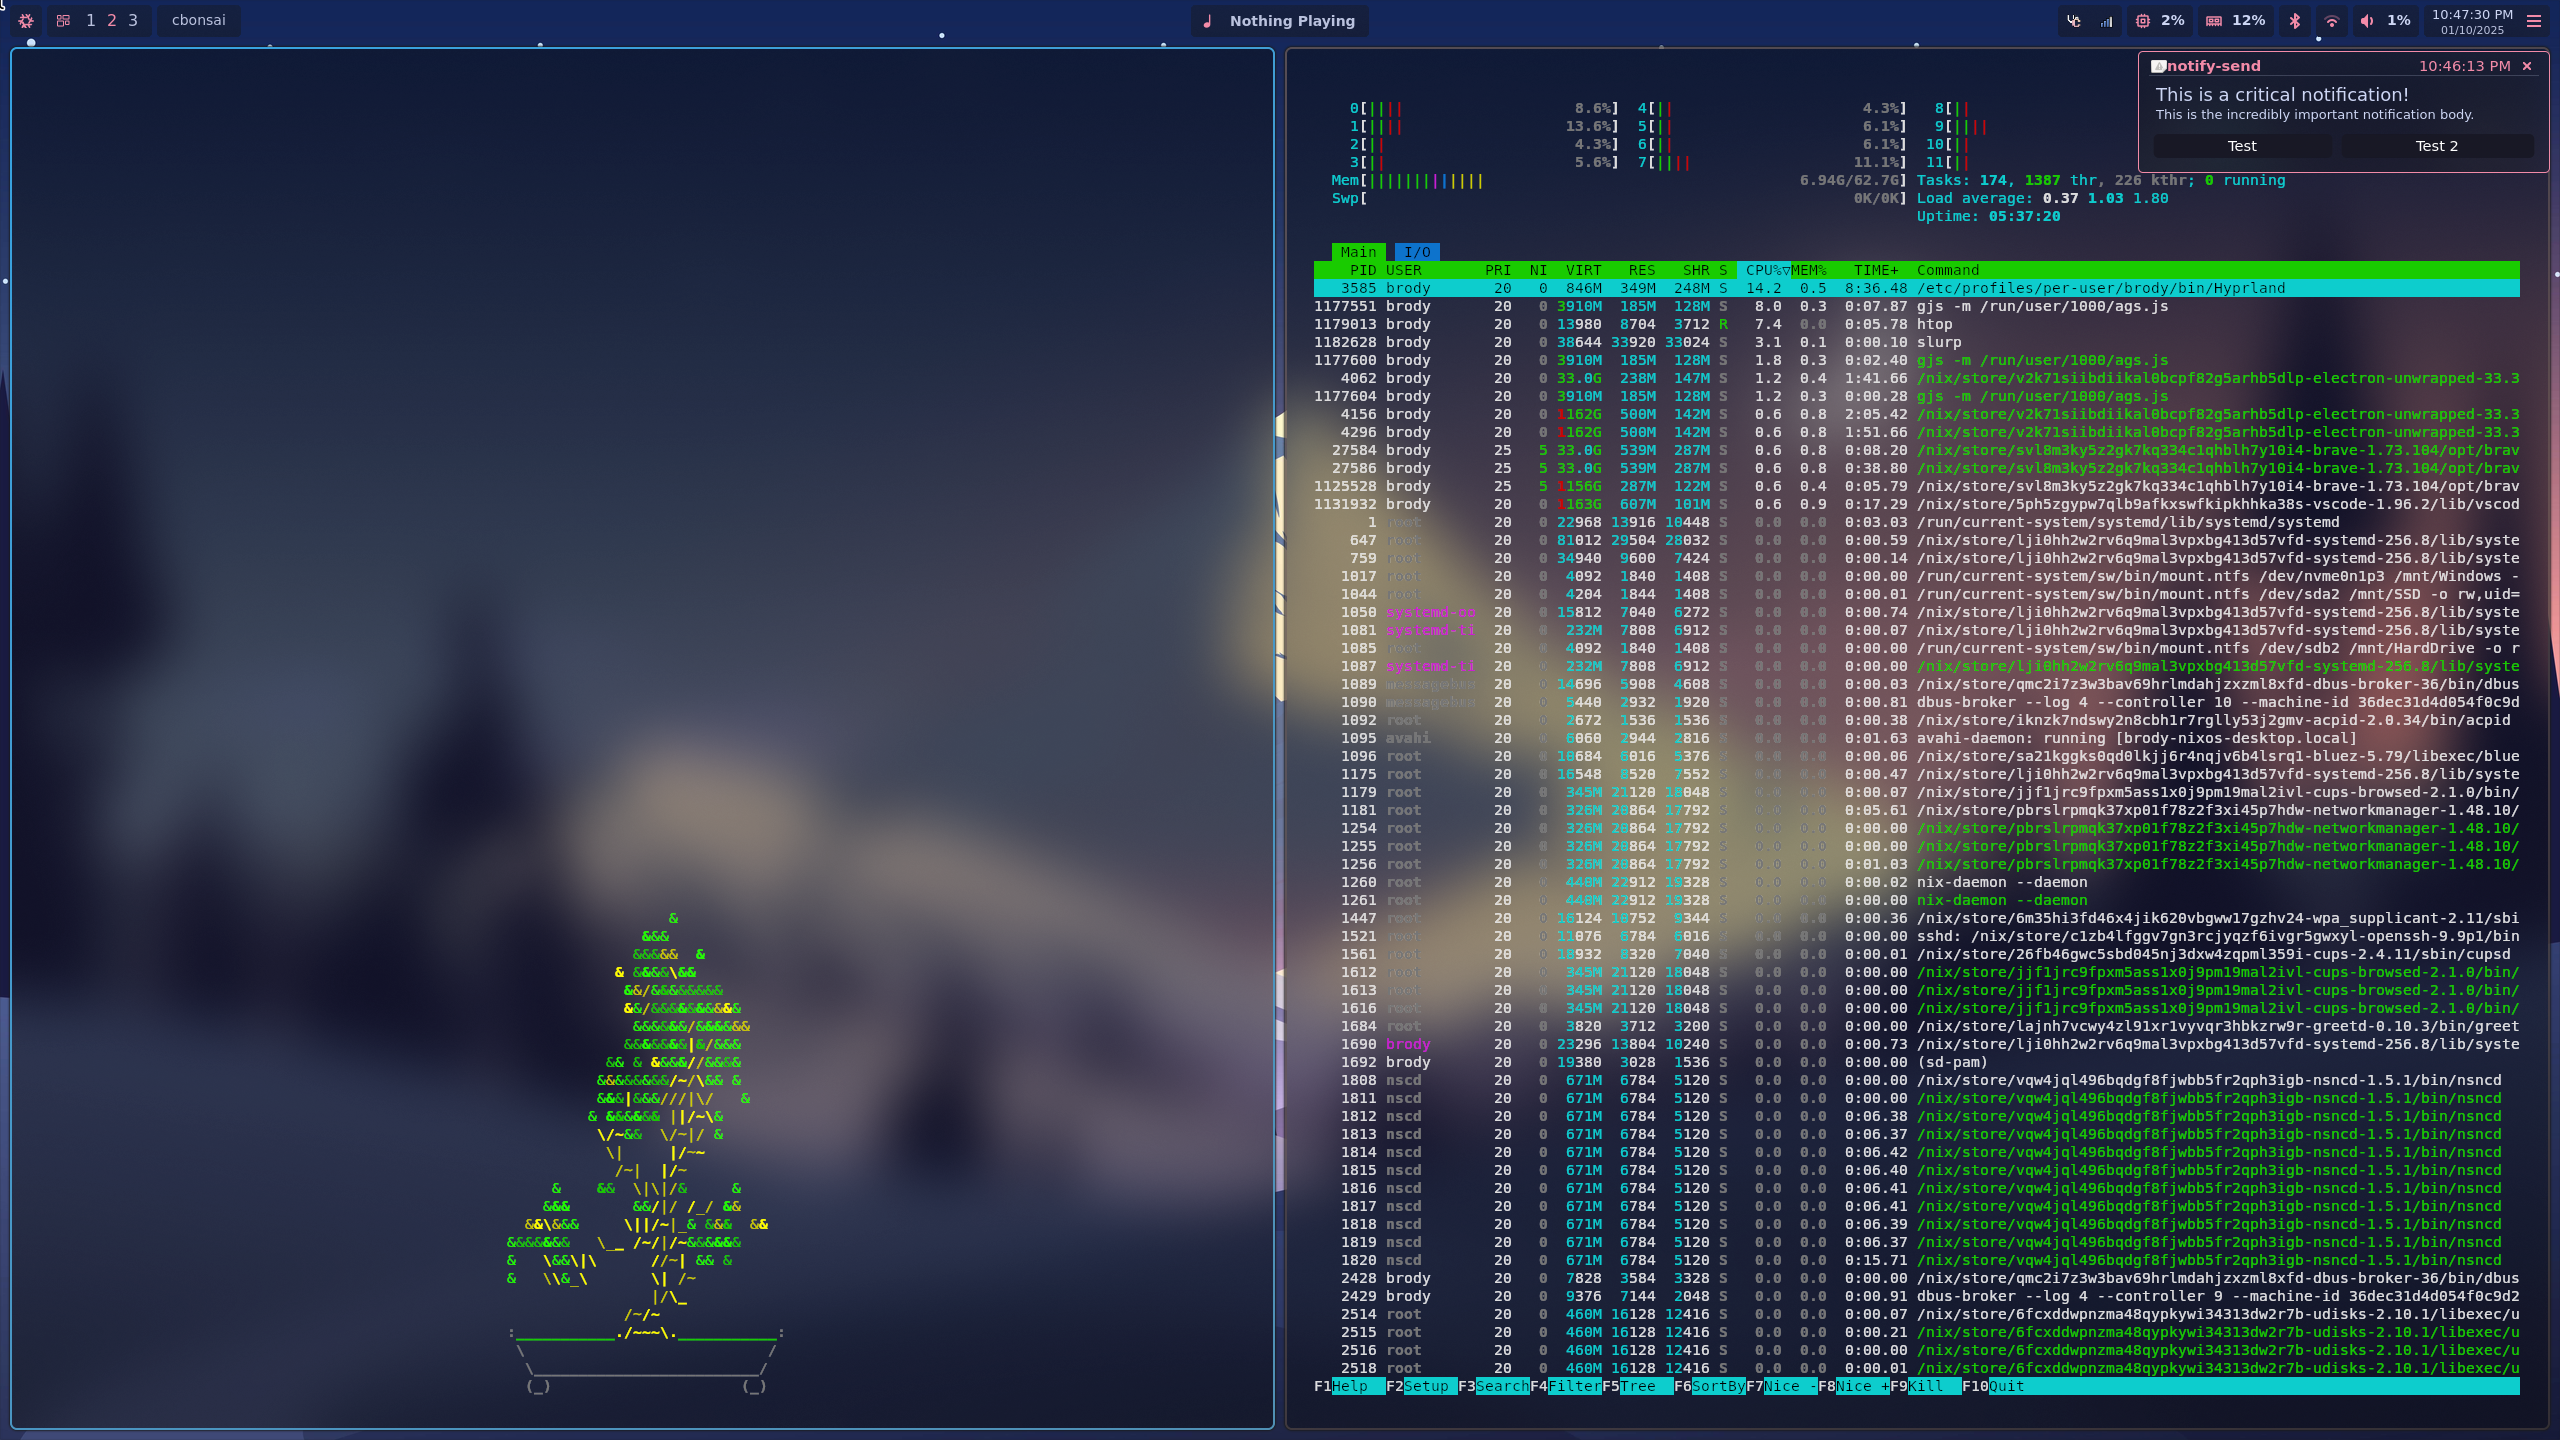 1 2 3 cbonsai Nothing Playing 2% 12% 1% 10:47:30 PM
01/10/2025
notify-send 10:46:13 PM
This is a critical notification!
This is the incredibly important notification body.
Test Test 2
0[|||| 8.6%] 4[|| 4.3%] 8[||
1[|||| 13.6%] 5[|| 6.1%] 9[||||
2[|| 4.3%] 6[|| 6.1%] 10[||
3[|| 5.6%] 7[|||| 11.1%] 11[||
Mem[||||||||||||| 6.94G/62.7G] Tasks: 174, 1387 thr, 226 kthr; 0 running
Swp[ 0K/0K] Load average: 0.37 1.03 1.80
Uptime: 05:37:20
Main I/O
PID USER PRI NI VIRT RES SHR S CPU%▽MEM% TIME+ Command
3585 brody 20 0 846M 349M 248M S 14.2 0.5 8:36.48 /etc/profiles/per-user/brody/bin/Hyprland
1177551 brody 20 0 3910M 185M 128M S 8.0 0.3 0:07.87 gjs -m /run/user/1000/ags.js
1179013 brody 20 0 13980 8704 3712 R 7.4 0.0 0:05.78 htop
1182628 brody 20 0 38644 33920 33024 S 3.1 0.1 0:00.10 slurp
1177600 brody 20 0 3910M 185M 128M S 1.8 0.3 0:02.40 gjs -m /run/user/1000/ags.js
4062 brody 20 0 33.0G 238M 147M S 1.2 0.4 1:41.66 /nix/store/v2k71siibdiikal0bcpf82g5arhb5dlp-electron-unwrapped-33.3
1177604 brody 20 0 3910M 185M 128M S 1.2 0.3 0:00.28 gjs -m /run/user/1000/ags.js
4156 brody 20 0 1162G 500M 142M S 0.6 0.8 2:05.42 /nix/store/v2k71siibdiikal0bcpf82g5arhb5dlp-electron-unwrapped-33.3
4296 brody 20 0 1162G 500M 142M S 0.6 0.8 1:51.66 /nix/store/v2k71siibdiikal0bcpf82g5arhb5dlp-electron-unwrapped-33.3
27584 brody 25 5 33.0G 539M 287M S 0.6 0.8 0:08.20 /nix/store/svl8m3ky5z2gk7kq334c1qhblh7y10i4-brave-1.73.104/opt/brav
27586 brody 25 5 33.0G 539M 287M S 0.6 0.8 0:38.80 /nix/store/svl8m3ky5z2gk7kq334c1qhblh7y10i4-brave-1.73.104/opt/brav
1125528 brody 25 5 1156G 287M 122M S 0.6 0.4 0:05.79 /nix/store/svl8m3ky5z2gk7kq334c1qhblh7y10i4-brave-1.73.104/opt/brav
1131932 brody 20 0 1163G 607M 101M S 0.6 0.9 0:17.29 /nix/store/5ph5zgypw7qlb9afkxswfkipkhhka38s-vscode-1.96.2/lib/vscod
1 root 20 0 22968 13916 10448 S 0.0 0.0 0:03.03 /run/current-system/systemd/lib/systemd/systemd
647 root 20 0 81012 29504 28032 S 0.0 0.0 0:00.59 /nix/store/lji0hh2w2rv6q9mal3vpxbg413d57vfd-systemd-256.8/lib/syste
759 root 20 0 34940 9600 7424 S 0.0 0.0 0:00.14 /nix/store/lji0hh2w2rv6q9mal3vpxbg413d57vfd-systemd-256.8/lib/syste
1017 root 20 0 4092 1840 1408 S 0.0 0.0 0:00.00 /run/current-system/sw/bin/mount.ntfs /dev/nvme0n1p3 /mnt/Windows -
1044 root 20 0 4204 1844 1408 S 0.0 0.0 0:00.01 /run/current-system/sw/bin/mount.ntfs /dev/sda2 /mnt/SSD -o rw,uid=
1050 systemd-oo 20 0 15812 7040 6272 S 0.0 0.0 0:00.74 /nix/store/lji0hh2w2rv6q9mal3vpxbg413d57vfd-systemd-256.8/lib/syste
1081 systemd-ti 20 0 232M 7808 6912 S 0.0 0.0 0:00.07 /nix/store/lji0hh2w2rv6q9mal3vpxbg413d57vfd-systemd-256.8/lib/syste
1085 root 20 0 4092 1840 1408 S 0.0 0.0 0:00.00 /run/current-system/sw/bin/mount.ntfs /dev/sdb2 /mnt/HardDrive -o r
1087 systemd-ti 20 0 232M 7808 6912 S 0.0 0.0 0:00.00 /nix/store/lji0hh2w2rv6q9mal3vpxbg413d57vfd-systemd-256.8/lib/syste
1089 messagebus 20 0 14696 5908 4608 S 0.0 0.0 0:00.03 /nix/store/qmc2i7z3w3bav69hrlmdahjzxzml8xfd-dbus-broker-36/bin/dbus
1090 messagebus 20 0 5440 2932 1920 S 0.0 0.0 0:00.81 dbus-broker --log 4 --controller 10 --machine-id 36dec31d4d054f0c9d
1092 root 20 0 2672 1536 1536 S 0.0 0.0 0:00.38 /nix/store/iknzk7ndswy2n8cbh1r7rglly53j2gmv-acpid-2.0.34/bin/acpid
1095 avahi 20 0 6060 2944 2816 S 0.0 0.0 0:01.63 avahi-daemon: running [brody-nixos-desktop.local]
1096 root 20 0 10684 6016 5376 S 0.0 0.0 0:00.06 /nix/store/sa21kggks0qd0lkjj6r4nqjv6b4lsrq1-bluez-5.79/libexec/blue
1175 root 20 0 16548 8520 7552 S 0.0 0.0 0:00.47 /nix/store/lji0hh2w2rv6q9mal3vpxbg413d57vfd-systemd-256.8/lib/syste
1179 root 20 0 345M 21120 18048 S 0.0 0.0 0:00.07 /nix/store/jjf1jrc9fpxm5ass1x0j9pm19mal2ivl-cups-browsed-2.1.0/bin/
1181 root 20 0 326M 20864 17792 S 0.0 0.0 0:05.61 /nix/store/pbrslrpmqk37xp01f78z2f3xi45p7hdw-networkmanager-1.48.10/
1254 root 20 0 326M 20864 17792 S 0.0 0.0 0:00.00 /nix/store/pbrslrpmqk37xp01f78z2f3xi45p7hdw-networkmanager-1.48.10/
1255 root 20 0 326M 20864 17792 S 0.0 0.0 0:00.00 /nix/store/pbrslrpmqk37xp01f78z2f3xi45p7hdw-networkmanager-1.48.10/
1256 root 20 0 326M 20864 17792 S 0.0 0.0 0:01.03 /nix/store/pbrslrpmqk37xp01f78z2f3xi45p7hdw-networkmanager-1.48.10/
1260 root 20 0 22912 19328 S 0.0 0.0 0:00.02 nix-daemon --daemon
1261 root 20 0 22912 19328 S 0.0 0.0 0:00.00 nix-daemon --daemon
1447 root 20 0 10752 9344 S 0.0 0.0 0:00.36 /nix/store/6m35hi3fd46x4jik620vbgww17gzhv24-wpa_supplicant-2.11/sbi
1521 root 20 0 11076 6784 6016 S 0.0 0.0 0:00.00 sshd: /nix/store/c1zb4lfggv7gn3rcjyqzf6ivgr5gwxyl-openssh-9.9p1/bin
1561 root 20 0 8320 7040 S 0.0 0.0 0:00.01 /nix/store/26fb46gwc5sbd045nj3dxw4zqpml359i-cups-2.4.11/sbin/cupsd
1612 root 20 0 345M 21120 18048 S 0.0 0.0 0:00.00 /nix/store/jjf1jrc9fpxm5ass1x0j9pm19mal2ivl-cups-browsed-2.1.0/bin/
1613 root 20 0 345M 21120 18048 S 0.0 0.0 0:00.00 /nix/store/jjf1jrc9fpxm5ass1x0j9pm19mal2ivl-cups-browsed-2.1.0/bin/
1616 root 20 0 345M 21120 18048 S 0.0 0.0 0:00.00 /nix/store/jjf1jrc9fpxm5ass1x0j9pm19mal2ivl-cups-browsed-2.1.0/bin/
1684 root 20 0 3820 3712 3200 S 0.0 0.0 0:00.00 /nix/store/lajnh7vcwy4zl91xr1vyvqr3hbkzrw9r-greetd-0.10.3/bin/greet
1690 brody 20 0 23296 13804 10240 S 0.0 0.0 0:00.73 /nix/store/lji0hh2w2rv6q9mal3vpxbg413d57vfd-systemd-256.8/lib/syste
1692 brody 20 0 19380 3028 1536 S 0.0 0.0 0:00.00 (sd-pam)
1808 nscd 20 0 671M 6784 5120 S 0.0 0.0 0:00.00 /nix/store/vqw4jql496bqdgf8fjwbb5fr2qph3igb-nsncd-1.5.1/bin/nsncd
1811 nscd 20 0 671M 6784 5120 S 0.0 0.0 0:00.00 /nix/store/vqw4jql496bqdgf8fjwbb5fr2qph3igb-nsncd-1.5.1/bin/nsncd
1812 nscd 20 0 671M 6784 5120 S 0.0 0.0 0:06.38 /nix/store/vqw4jql496bqdgf8fjwbb5fr2qph3igb-nsncd-1.5.1/bin/nsncd
1813 nscd 20 0 671M 6784 5120 S 0.0 0.0 0:06.37 /nix/store/vqw4jql496bqdgf8fjwbb5fr2qph3igb-nsncd-1.5.1/bin/nsncd
1814 nscd 20 0 671M 6784 5120 S 0.0 0.0 0:06.42 /nix/store/vqw4jql496bqdgf8fjwbb5fr2qph3igb-nsncd-1.5.1/bin/nsncd
1815 nscd 20 0 671M 6784 5120 S 0.0 0.0 0:06.40 /nix/store/vqw4jql496bqdgf8fjwbb5fr2qph3igb-nsncd-1.5.1/bin/nsncd
1816 nscd 20 0 671M 6784 5120 S 0.0 0.0 0:06.41 /nix/store/vqw4jql496bqdgf8fjwbb5fr2qph3igb-nsncd-1.5.1/bin/nsncd
1817 nscd 20 0 671M 6784 5120 S 0.0 0.0 0:06.41 /nix/store/vqw4jql496bqdgf8fjwbb5fr2qph3igb-nsncd-1.5.1/bin/nsncd
1818 nscd 20 0 671M 6784 5120 S 0.0 0.0 0:06.39 /nix/store/vqw4jql496bqdgf8fjwbb5fr2qph3igb-nsncd-1.5.1/bin/nsncd
1819 nscd 20 0 671M 6784 5120 S 0.0 0.0 0:06.37 /nix/store/vqw4jql496bqdgf8fjwbb5fr2qph3igb-nsncd-1.5.1/bin/nsncd
1820 nscd 20 0 671M 6784 5120 S 0.0 0.0 0:15.71 /nix/store/vqw4jql496bqdgf8fjwbb5fr2qph3igb-nsncd-1.5.1/bin/nsncd
2428 brody 20 0 7828 3584 3328 S 0.0 0.0 0:00.00 /nix/store/qmc2i7z3w3bav69hrlmdahjzxzml8xfd-dbus-broker-36/bin/dbus
2429 brody 20 0 9376 7144 2048 S 0.0 0.0 0:00.91 dbus-broker --log 4 --controller 9 --machine-id 36dec31d4d054f0c9d2
2514 root 20 0 460M 16128 12416 S 0.0 0.0 0:00.07 /nix/store/6fcxddwpnzma48qypkywi34313dw2r7b-udisks-2.10.1/libexec/u
2515 root 20 0 460M 16128 12416 S 0.0 0.0 0:00.21 /nix/store/6fcxddwpnzma48qypkywi34313dw2r7b-udisks-2.10.1/libexec/u
2516 root 20 0 460M 16128 12416 S 0.0 0.0 0:00.00 /nix/store/6fcxddwpnzma48qypkywi34313dw2r7b-udisks-2.10.1/libexec/u
2518 root 20 0 460M 16128 12416 S 0.0 0.0 0:00.01 /nix/store/6fcxddwpnzma48qypkywi34313dw2r7b-udisks-2.10.1/libexec/u
F1Help F2Setup F3SearchF4FilterF5Tree F6SortByF7Nice -F8Nice +F9Kill F10Quit